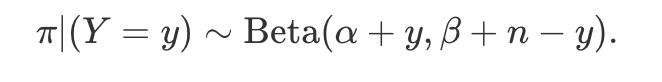 π|(Y = y) ∼ Beta(α + y, β + n − y).